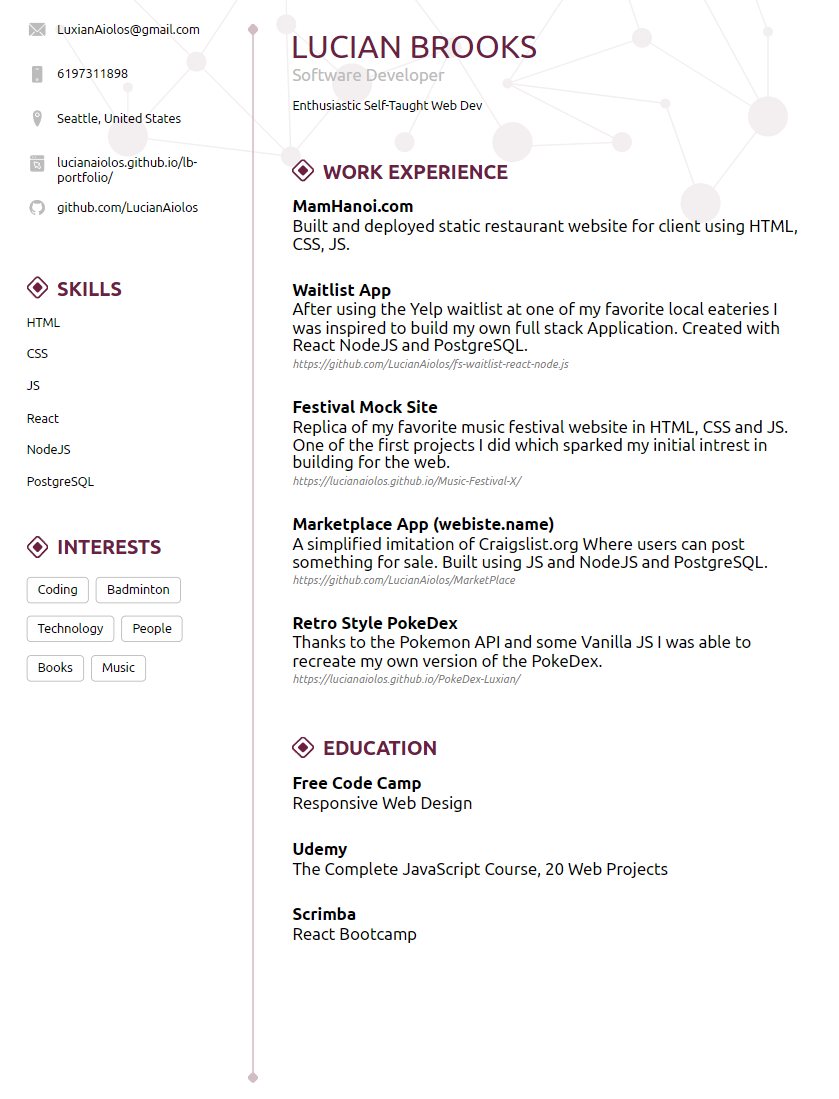 LuxianAiolos@gmail.com
6197311898
Seattle, United States
lucianaiolos.github.io/lb-
portfolio/
github.com/LucianAiolos
SKILLS
HTML
CSS
JS
React
NodeJS
PostgreSQL
INTERESTS
Coding Badminton
Technology People
Books Music
LUCIAN BROOKS
Software Developer
Enthusiastic Self-Taught Web Dev
WORK EXPERIENCE
MamHanoi.com
Built and deployed static restaurant website for client using HTML,
CSS, JS.
Waitlist App
After using the Yelp waitlist at one of my favorite local eateries I
was inspired to build my own full stack Application. Created with
React NodeJS and PostgreSQL.
https://github.com/LucianAiolos/fs-waitlist-react-node.js
Festival Mock Site
Replica of my favorite music festival website in HTML, CSS and JS.
One of the first projects I did which sparked my initial intrest in
building for the web.
https://lucianaiolos.github.io/Music-Festival-X/
Marketplace App (webiste.name)
A simplified imitation of Craigslist.org Where users can post
something for sale. Built using JS and NodeJS and PostgreSQL.
https://github.com/LucianAiolos/MarketPlace
Retro Style PokeDex
Thanks to the Pokemon API and some Vanilla JS I was able to
recreate my own version of the PokeDex.
https://lucianaiolos.github.io/PokeDex-Luxian/
EDUCATION
Free Code Camp
Responsive Web Design
Udemy
The Complete JavaScript Course, 20 Web Projects
Scrimba
React Bootcamp